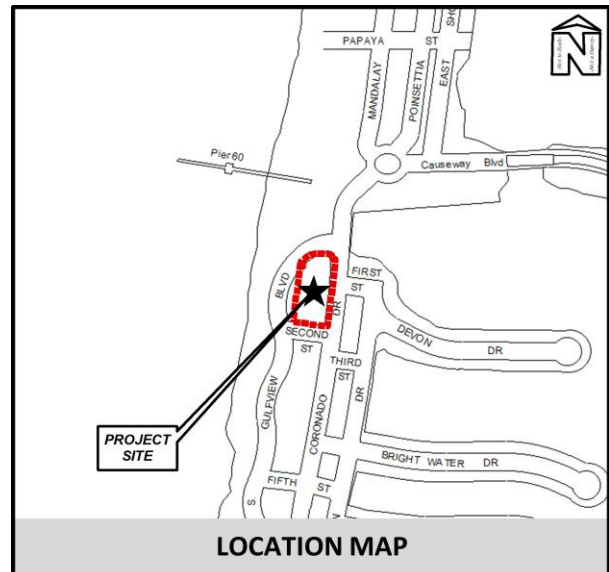 PAPAYA ST
SHO
MANDALAY
POINSETTIA
EAST
N
Pier 60
Causeway Blvd
BLVD
FIRST
ST
DR
SECOND
ST
DEVON
DR
THIRD
ST
DR
GULFVIEW
CORONADO
PROJECT
SITE
BRIGHT WATER DR
FIFTH
ST
S.
LOCATION MAP